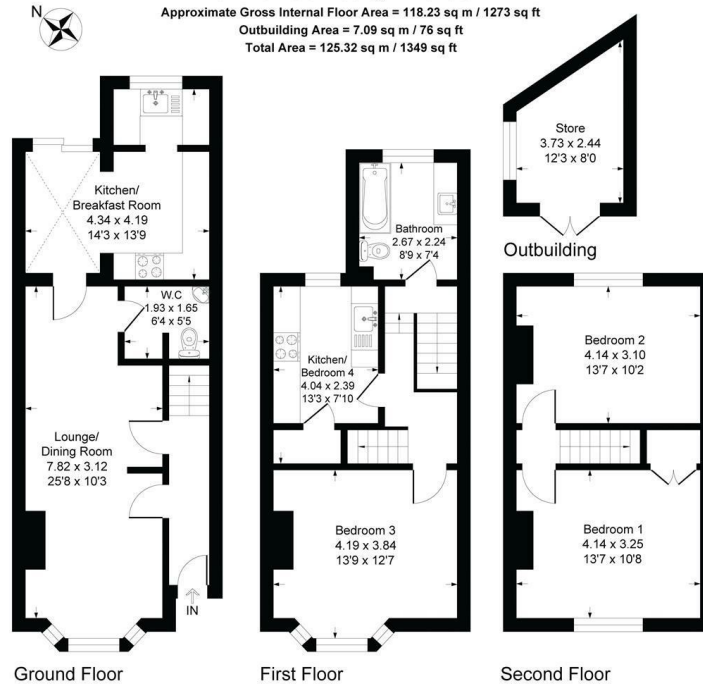 N
Approximate Gross Internal Floor Area = 118.23 sq m / 1273 sq ft
Outbuilding Area = 7.09 sq m / 76 sq ft
Total Area = 125.32 sq m / 1349 sq ft
Kitchen/
Breakfast Room
4.34 x 4.19
14'3 x 13'9
W.C
1.93 x 1.65
6'4 x 5'5
Lounge/
Dining Room
7.82 x 3.12
25'8 x 10'3
IN
Ground Floor
Bathroom
2.67 x 2.24
8'9 x 7'4
Kitchen/
Bedroom 4
4.04 x 2.39
13'3 x 7'10
Bedroom 3
4.19 x 3.84
13'9 x 12'7
First Floor
Store
3.73 x 2.44
12'3 x 8'0
Outbuilding
Bedroom 2
4.14 x 3.10
13'7 x 10'2
Bedroom 1
4.14 x 3.25
13'7 x 10'8
Second Floor